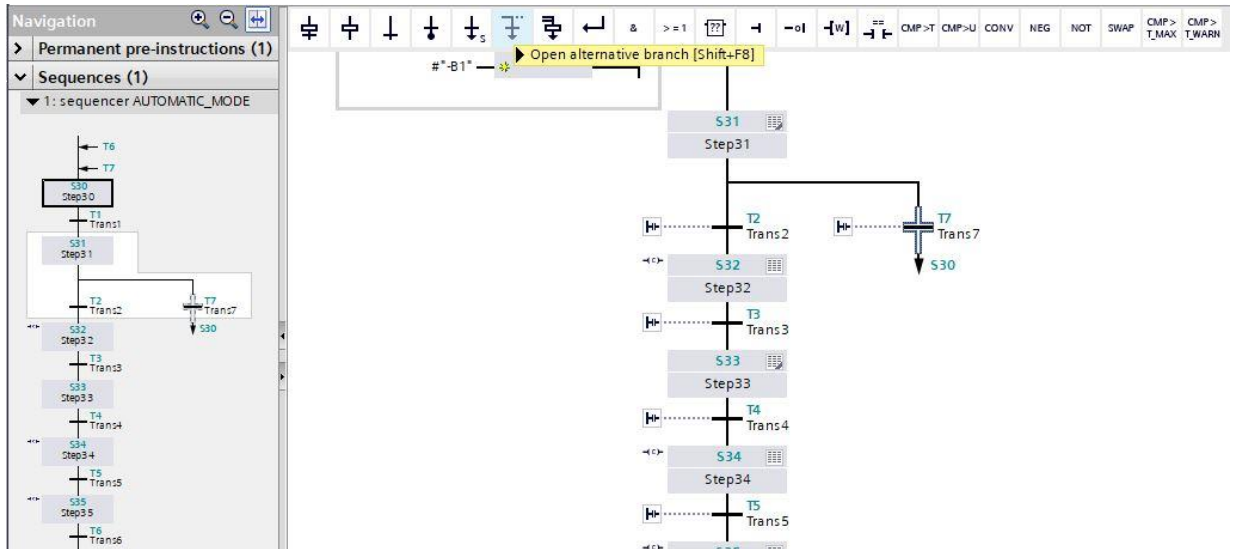 Navigation
Permanent pre-instructions (1)
Sequences (1)
1: sequencer AUTOMATIC_MODE
T6
T7
S30
Step30
T1
Trans1
S31
Step31
T2
Trans2
T7
Trans7
S30
S32
Step32
T3
Trans3
S33
Step33
T4
Trans4
S34
Step34
T5
Trans5
S35
Step35
T6
Trans6
S
& >=1 [??] [W] == CMP>T CMP>U CONV NEG NOT SWAP CMP> T_MAX CMP> T_WARN
Open alternative branch [Shift+F8]
#"-B1"
S31
Step31
T2
Trans2
T7
Trans7
S30
S32
Step32
T3
Trans3
S33
Step33
T4
Trans4
S34
Step34
T5
Trans5